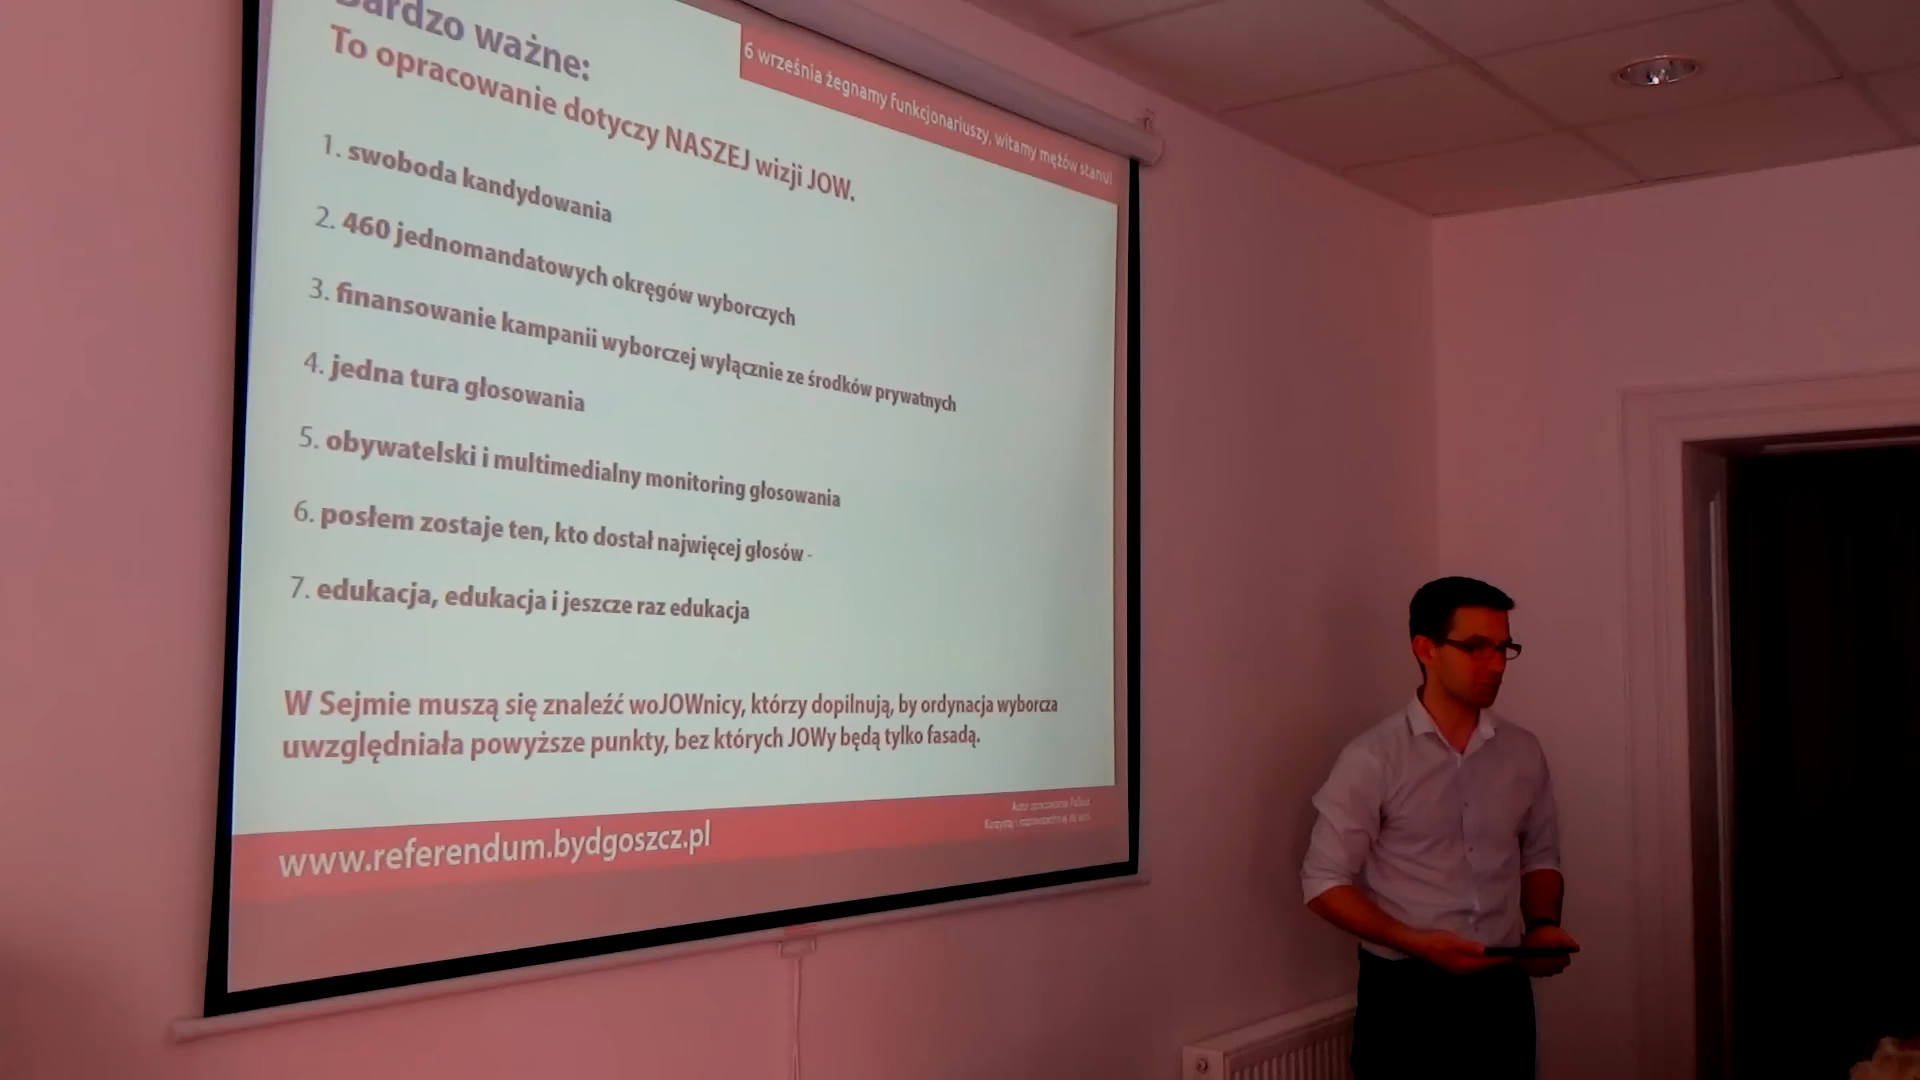 Bardzo ważne:
6 września żegnamy funkcjonariuszy, witamy mężów stanu!
To opracowanie dotyczy NASZEJ wizji JOW.
1. swoboda kandydowania
2. 460 jednomandatowych okręgów wyborczych
3. finansowanie kampanii wyborczej wyłącznie ze środków prywatnych
4. jedna tura głosowania
5. obywatelski i multimedialny monitoring głosowania
6. posłem zostaje ten, kto dostał najwięcej głosów -
7. edukacja, edukacja i jeszcze raz edukacja
W Sejmie muszą się znaleźć woJOWnicy, którzy dopilnują, by ordynacja wyborcza
uwzględniała powyższe punkty, bez których JOWy będą tylko fasadą.
www.referendum.bydgoszcz.pl
Autor opracowania